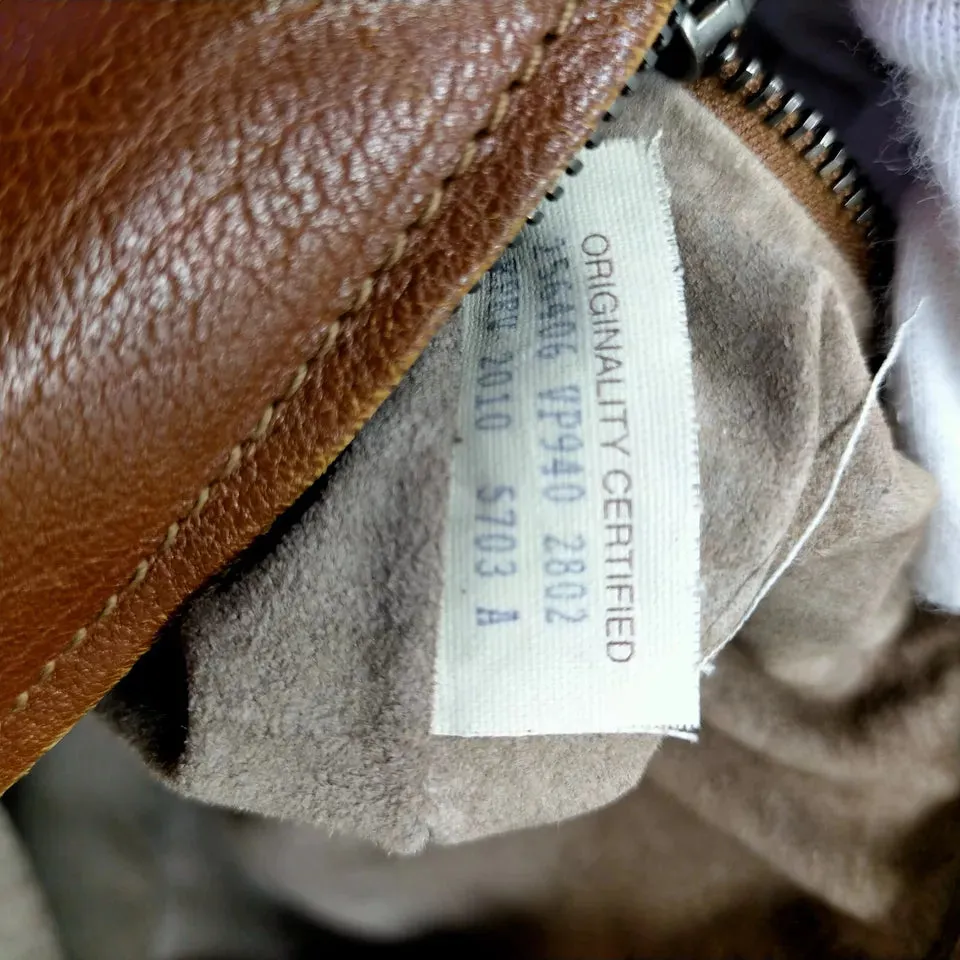 ORIGINALITY CERTIFIED
156406 VP940 2802
2010 S703 A